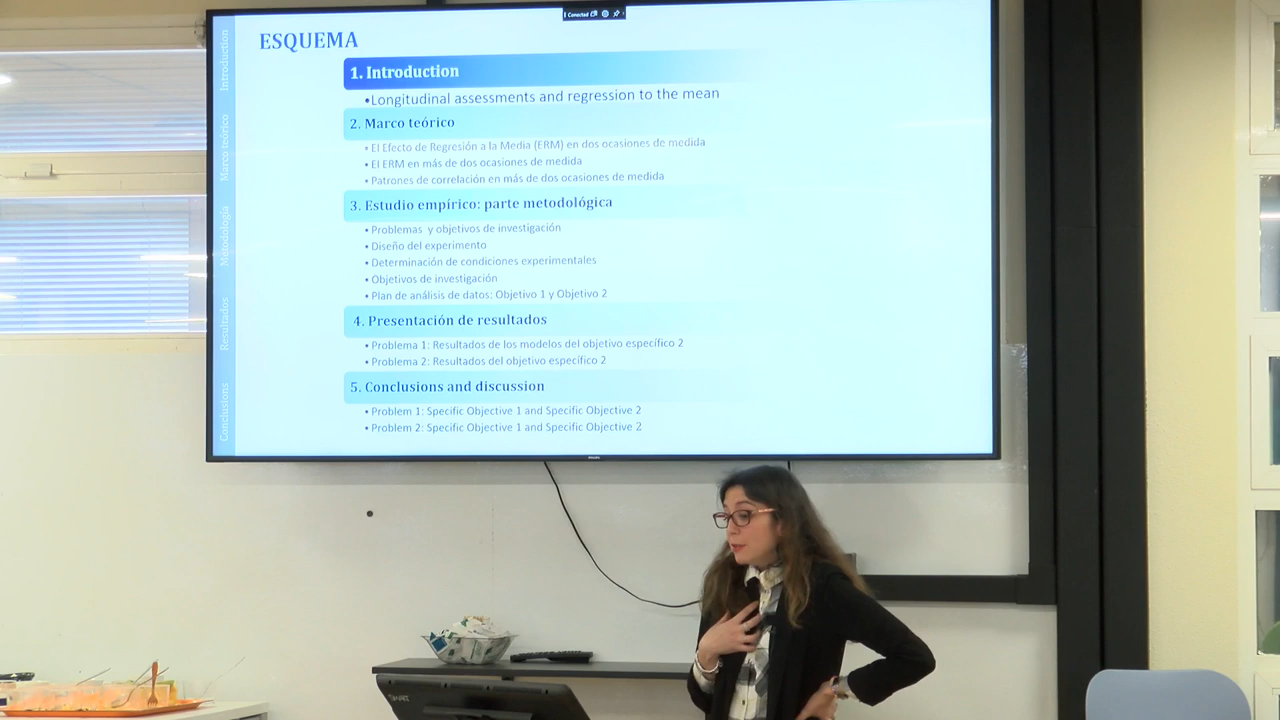 Conectad
ESQUEMA
1. Introduction
•Longitudinal assessments and regression to the mean
2. Marco teórico
• El Efecto de Regresión a la Media (ERM) en dos ocasiones de medida
• El ERM en más de dos ocasiones de medida
• Patrones de correlación en más de dos ocasiones de medida
3. Estudio empírico: parte metodológica
• Problemas y objetivos de investigación
• Diseño del experimento
• Determinación de condiciones experimentales
• Objetivos de investigación
• Plan de análisis de datos: Objetivo 1 y Objetivo 2
4. Presentación de resultados
• Problema 1: Resultados de los modelos del objetivo específico 2
• Problema 2: Resultados del objetivo específico 2
5. Conclusions and discussion
• Problem 1: Specific Objective 1 and Specific Objective 2
• Problem 2: Specific Objective 1 and Specific Objective 2
Introduction
Marco teórico
Metodología
Resultados
Conclusions
PHILIPS